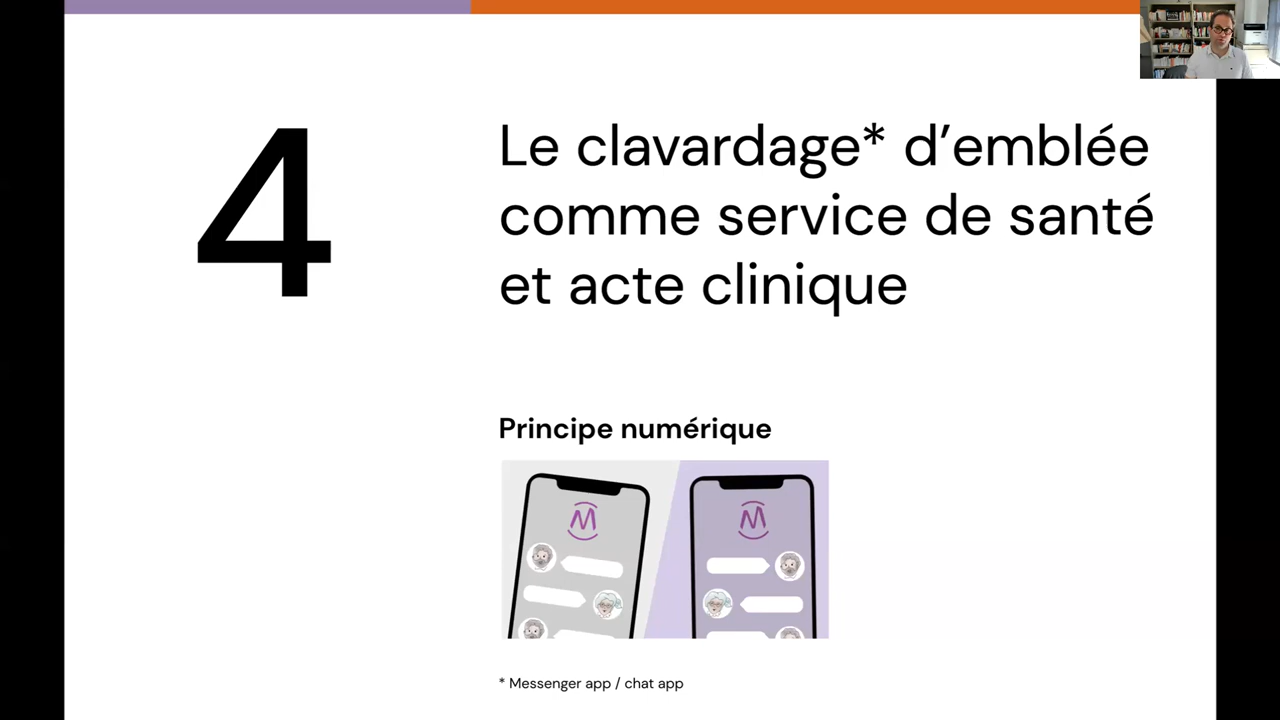 4
Le clavardage* d’emblée
comme service de santé
et acte clinique
Principe numérique
M
M
* Messenger app / chat app